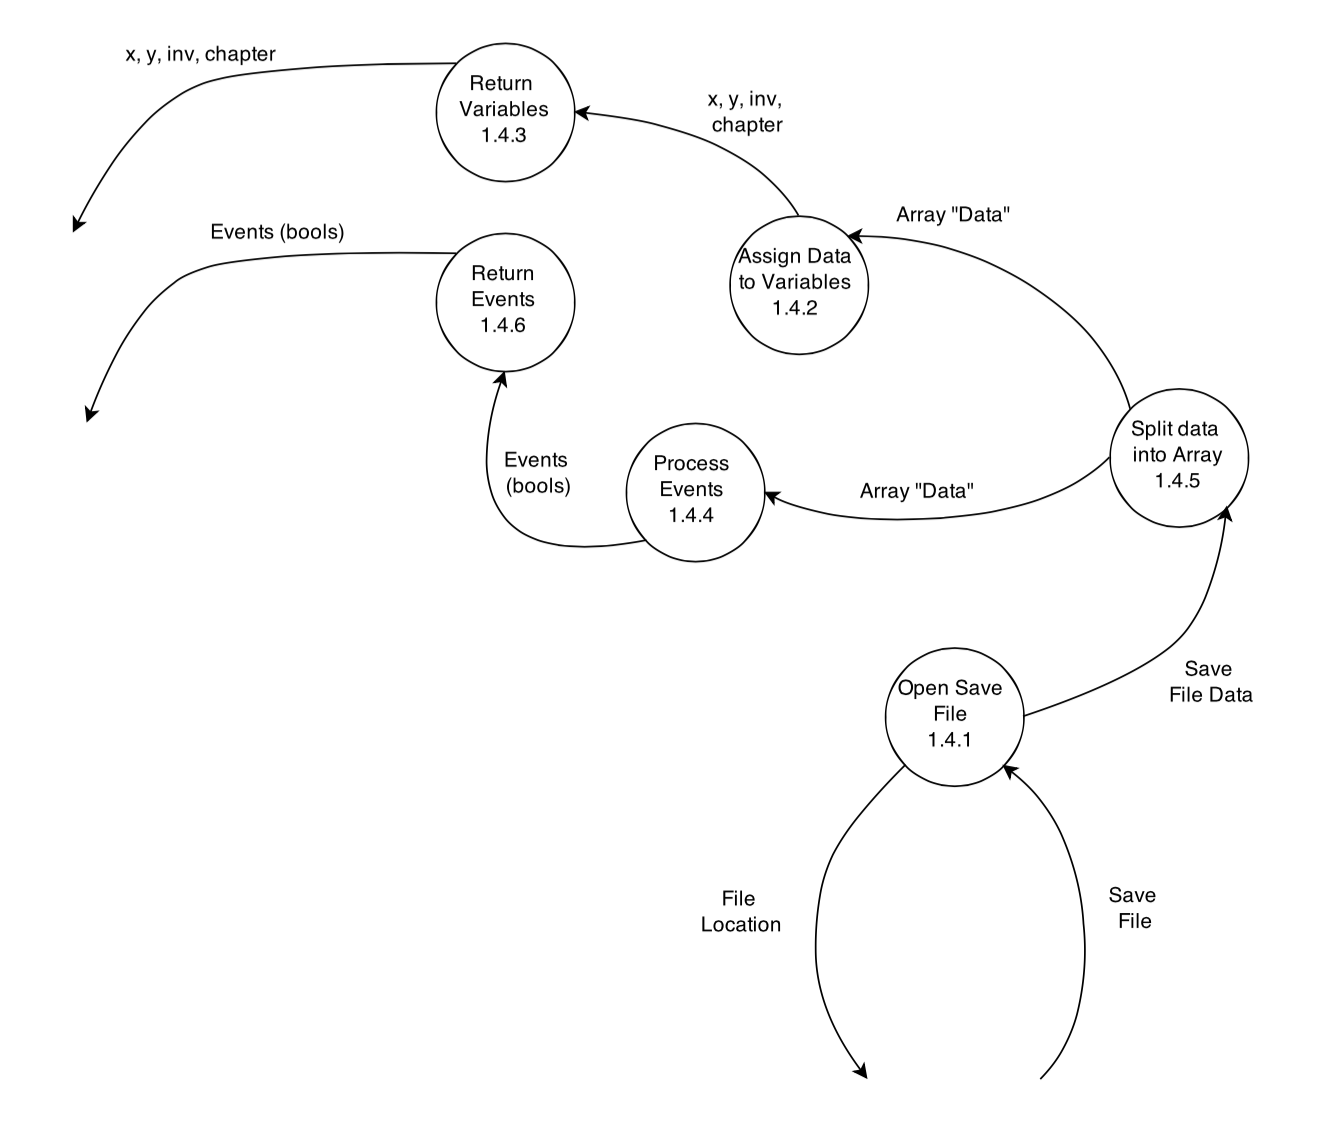 x, y, inv, chapter
Return
Variables
1.4.3
x, y, inv,
chapter
Events (bools)
Return
Events
1.4.6
Array "Data"
Assign Data
to Variables
1.4.2
Events
(bools)
Process
Events
1.4.4
Array "Data"
Split data
into Array
1.4.5
Save
File Data
Open Save
File
1.4.1
File
Location
Save
File